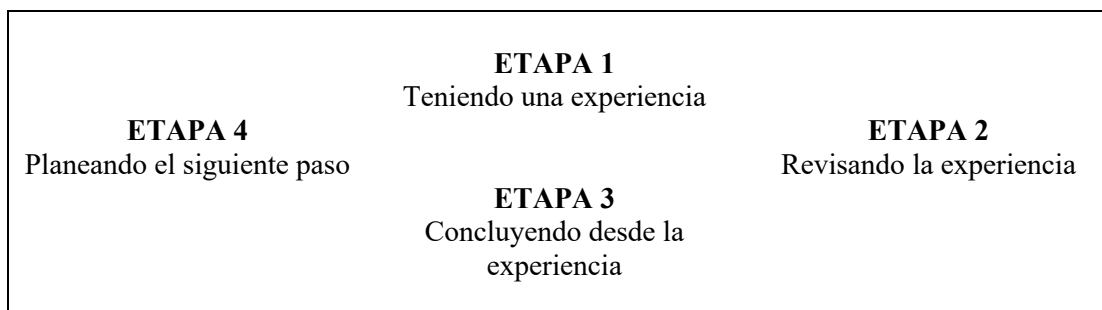 ETAPA 1
Teniendo una experiencia
ETAPA 4
Planeando el siguiente paso
ETAPA 2
Revisando la experiencia
ETAPA 3
Concluyendo desde la
experiencia